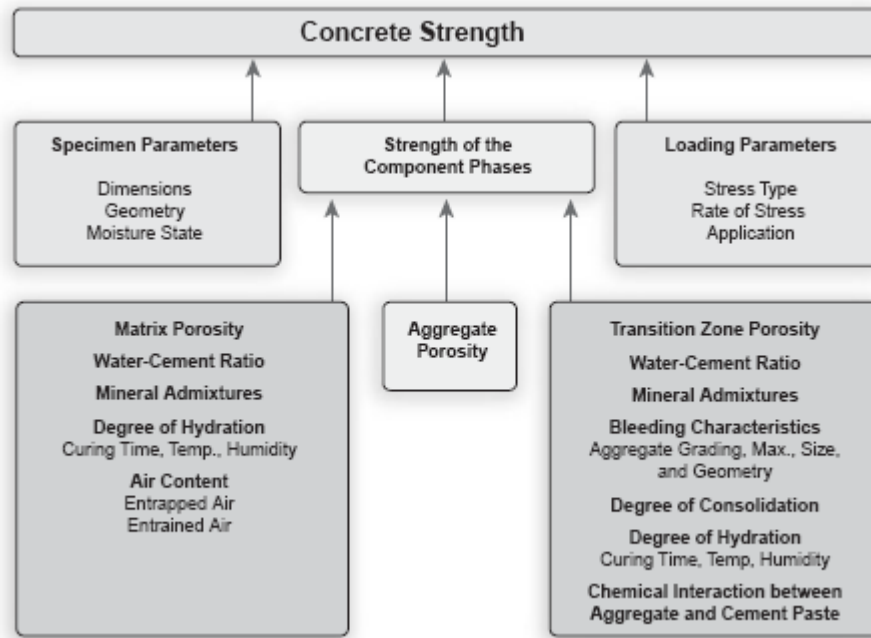 Concrete Strength
Specimen Parameters
Dimensions
Geometry
Moisture State
Strength of the
Component Phases
Loading Parameters
Stress Type
Rate of Stress
Application
Matrix Porosity
Water-Cement Ratio
Mineral Admixtures
Degree of Hydration
Curing Time, Temp., Humidity
Air Content
Entrapped Air
Entrained Air
Aggregate
Porosity
Transition Zone Porosity
Water-Cement Ratio
Mineral Admixtures
Bleeding Characteristics
Aggregate Grading, Max., Size,
and Geometry
Degree of Consolidation
Degree of Hydration
Curing Time, Temp, Humidity
Chemical Interaction between
Aggregate and Cement Paste